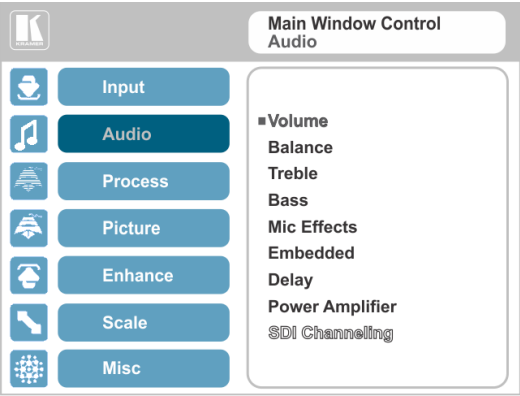 KRAMER
Main Window Control
Audio
Input
Audio
Process
Picture
Enhance
Scale
Misc
Volume
Balance
Treble
Bass
Mic Effects
Embedded
Delay
Power Amplifier
SDI Channeling